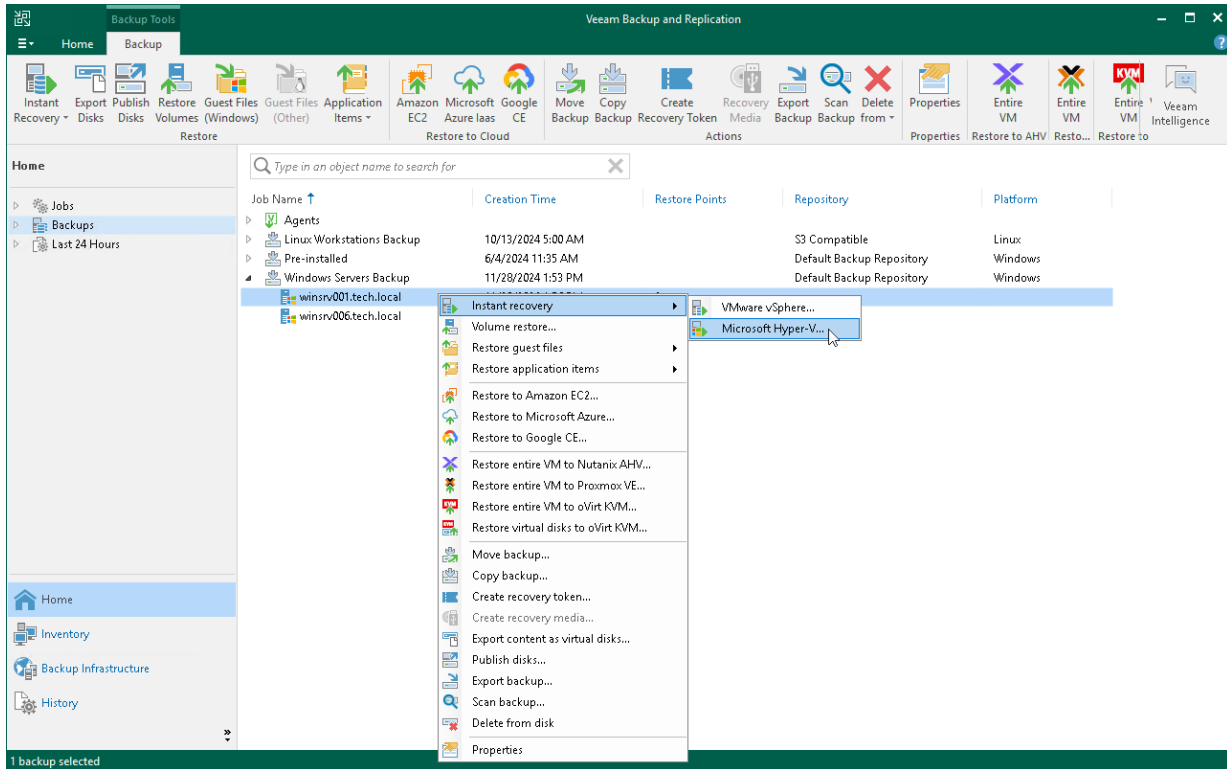 Backup Tools
Veeam Backup and Replication
Home Backup
Instant Recovery
Export Disks
Publish Disks
Restore Volumes
Guest Files (Windows)
Guest Files (Other)
Application Items
Amazon EC2
Microsoft Azure Iaas
Google CE
Move Backup
Copy Backup
Create Recovery Token
Recovery Media
Export Backup
Scan Backup
Delete from
Properties
Entire VM
Entire VM
Entire VM
Veeam Intelligence
Restore
Restore to Cloud
Actions
Properties
Restore to AHV
Resto...
Restore to
Home
Type in an object name to search for
Jobs
Backups
Last 24 Hours
Job Name Creation Time Restore Points Repository Platform
Agents
Linux Workstations Backup 10/13/2024 5:00 AM S3 Compatible Linux
Pre-installed 6/4/2024 11:35 AM Default Backup Repository Windows
Windows Servers Backup 11/28/2024 1:53 PM Default Backup Repository Windows
winsrv001.tech.local
winsrv006.tech.local
Instant recovery
Volume restore...
Restore guest files
Restore application items
Restore to Amazon EC2...
Restore to Microsoft Azure...
Restore to Google CE...
Restore entire VM to Nutanix AHV...
Restore entire VM to Proxmox VE...
Restore entire VM to oVirt KVM...
Restore virtual disks to oVirt KVM...
Move backup...
Copy backup...
Create recovery token...
Create recovery media...
Export content as virtual disks...
Publish disks...
Export backup...
Scan backup...
Delete from disk
Properties
VMware vSphere...
Microsoft Hyper-V...
Home
Inventory
Backup Infrastructure
History
1 backup selected